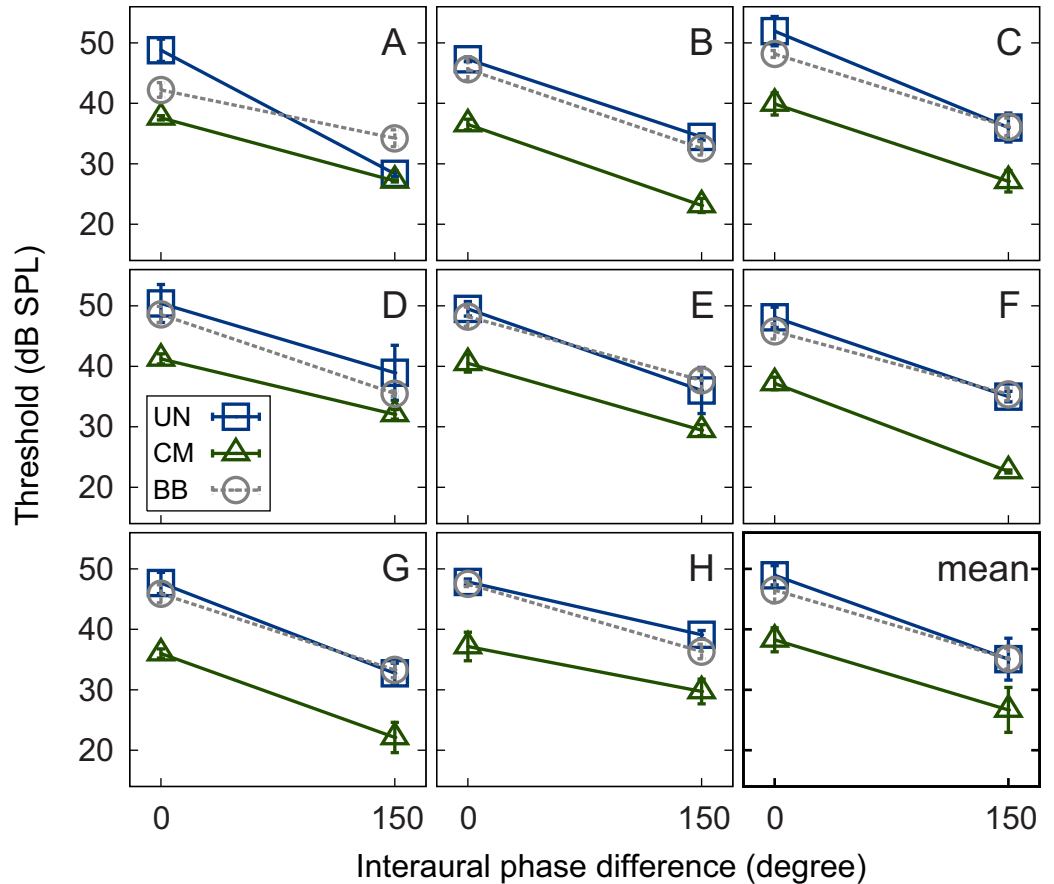 A B C
50
40
30
20
D E F
50
40
30
20
UN
CM
BB
G H mean
50
40
30
20
0 150 0 150 0 150
Threshold (dB SPL)
Interaural phase difference (degree)